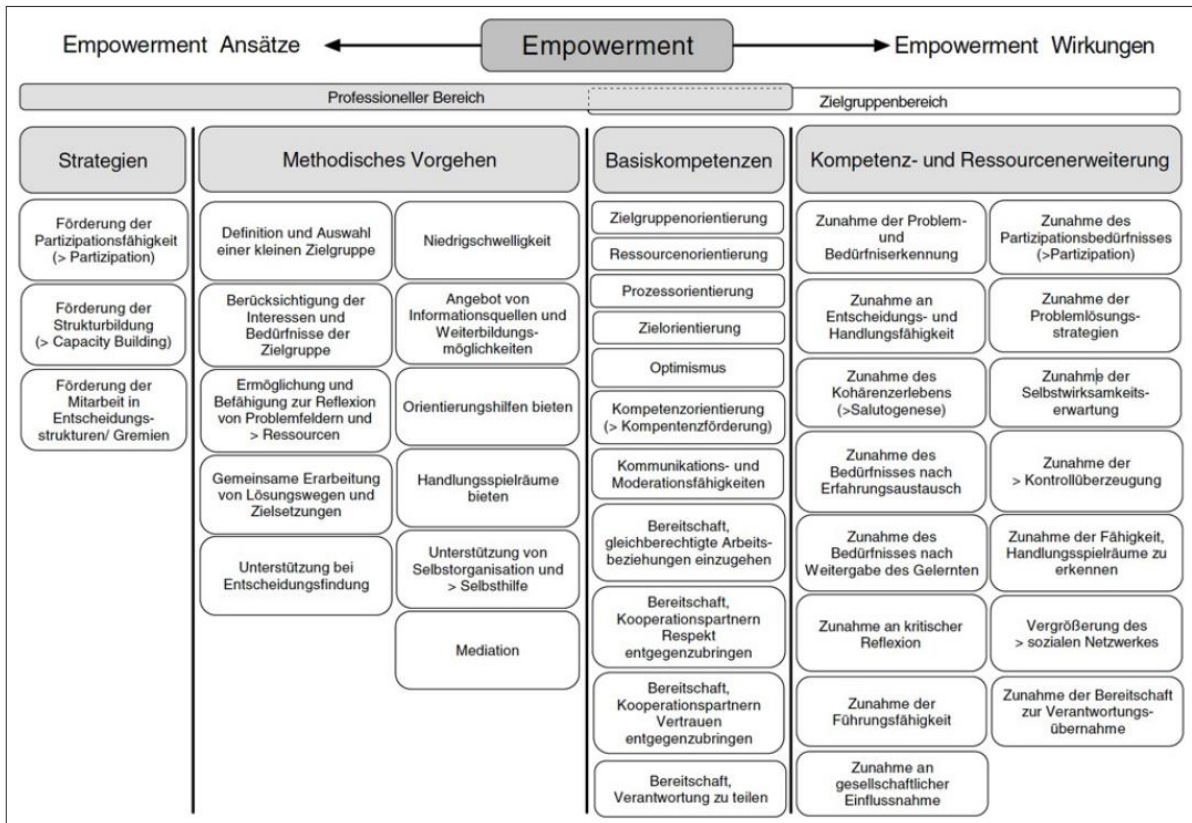 Empowerment Ansätze
Empowerment
Empowerment Wirkungen
Professioneller Bereich
Zielgruppenbereich
Strategien
Förderung der
Partizipationsfähigkeit
(> Partizipation)
Förderung der
Strukturbildung
(> Capacity Building)
Förderung der
Mitarbeit in
Entscheidungs-
strukturen/ Gremien
Methodisches Vorgehen
Definition und Auswahl
einer kleinen Zielgruppe
Berücksichtigung der
Interessen und
Bedürfnisse der
Zielgruppe
Ermöglichung und
Befähigung zur Reflexion
von Problemfeldern und
> Ressourcen
Gemeinsame Erarbeitung
von Lösungswegen und
Zielsetzungen
Unterstützung bei
Entscheidungsfindung
Niedrigschwelligkeit
Angebot von
Informationsquellen und
Weiterbildungs-
möglichkeiten
Orientierungshilfen bieten
Handlungsspielräume
bieten
Unterstützung von
Selbstorganisation und
> Selbsthilfe
Mediation
Basiskompetenzen
Zielgruppenorientierung
Ressourcenorientierung
Prozessorientierung
Zielorientierung
Optimismus
Kompetenzorientierung
(> Kompentenzförderung)
Kommunikations- und
Moderationsfähigkeiten
Bereitschaft,
gleichberechtigte Arbeits-
beziehungen einzugehen
Bereitschaft,
Kooperationspartnern
Respekt
entgegenzubringen
Bereitschaft,
Kooperationspartnern
Vertrauen
entgegenzubringen
Bereitschaft,
Verantwortung zu teilen
Kompetenz- und Ressourcenerweiterung
Zunahme der Problem-
und
Bedürfniserkennung
Zunahme an
Entscheidungs- und
Handlungsfähigkeit
Zunahme des
Kohärenzerlebens
(>Salutogenese)
Zunahme des
Bedürfnisses nach
Erfahrungsaustausch
Zunahme des
Bedürfnisses nach
Weitergabe des Gelernten
Zunahme an kritischer
Reflexion
Zunahme der
Führungsfähigkeit
Zunahme an
gesellschaftlicher
Einflussnahme
Zunahme des
Partizipationsbedürfnisses
(>Partizipation)
Zunahme der
Problemlösungs-
strategien
Zunahme der
Selbstwirksamkeits-
erwartung
Zunahme der
> Kontrollüberzeugung
Zunahme der Fähigkeit,
Handlungsspielräume zu
erkennen
Vergrößerung des
> sozialen Netzwerkes
Zunahme der Bereitschaft
zur Verantwortungs-
übernahme